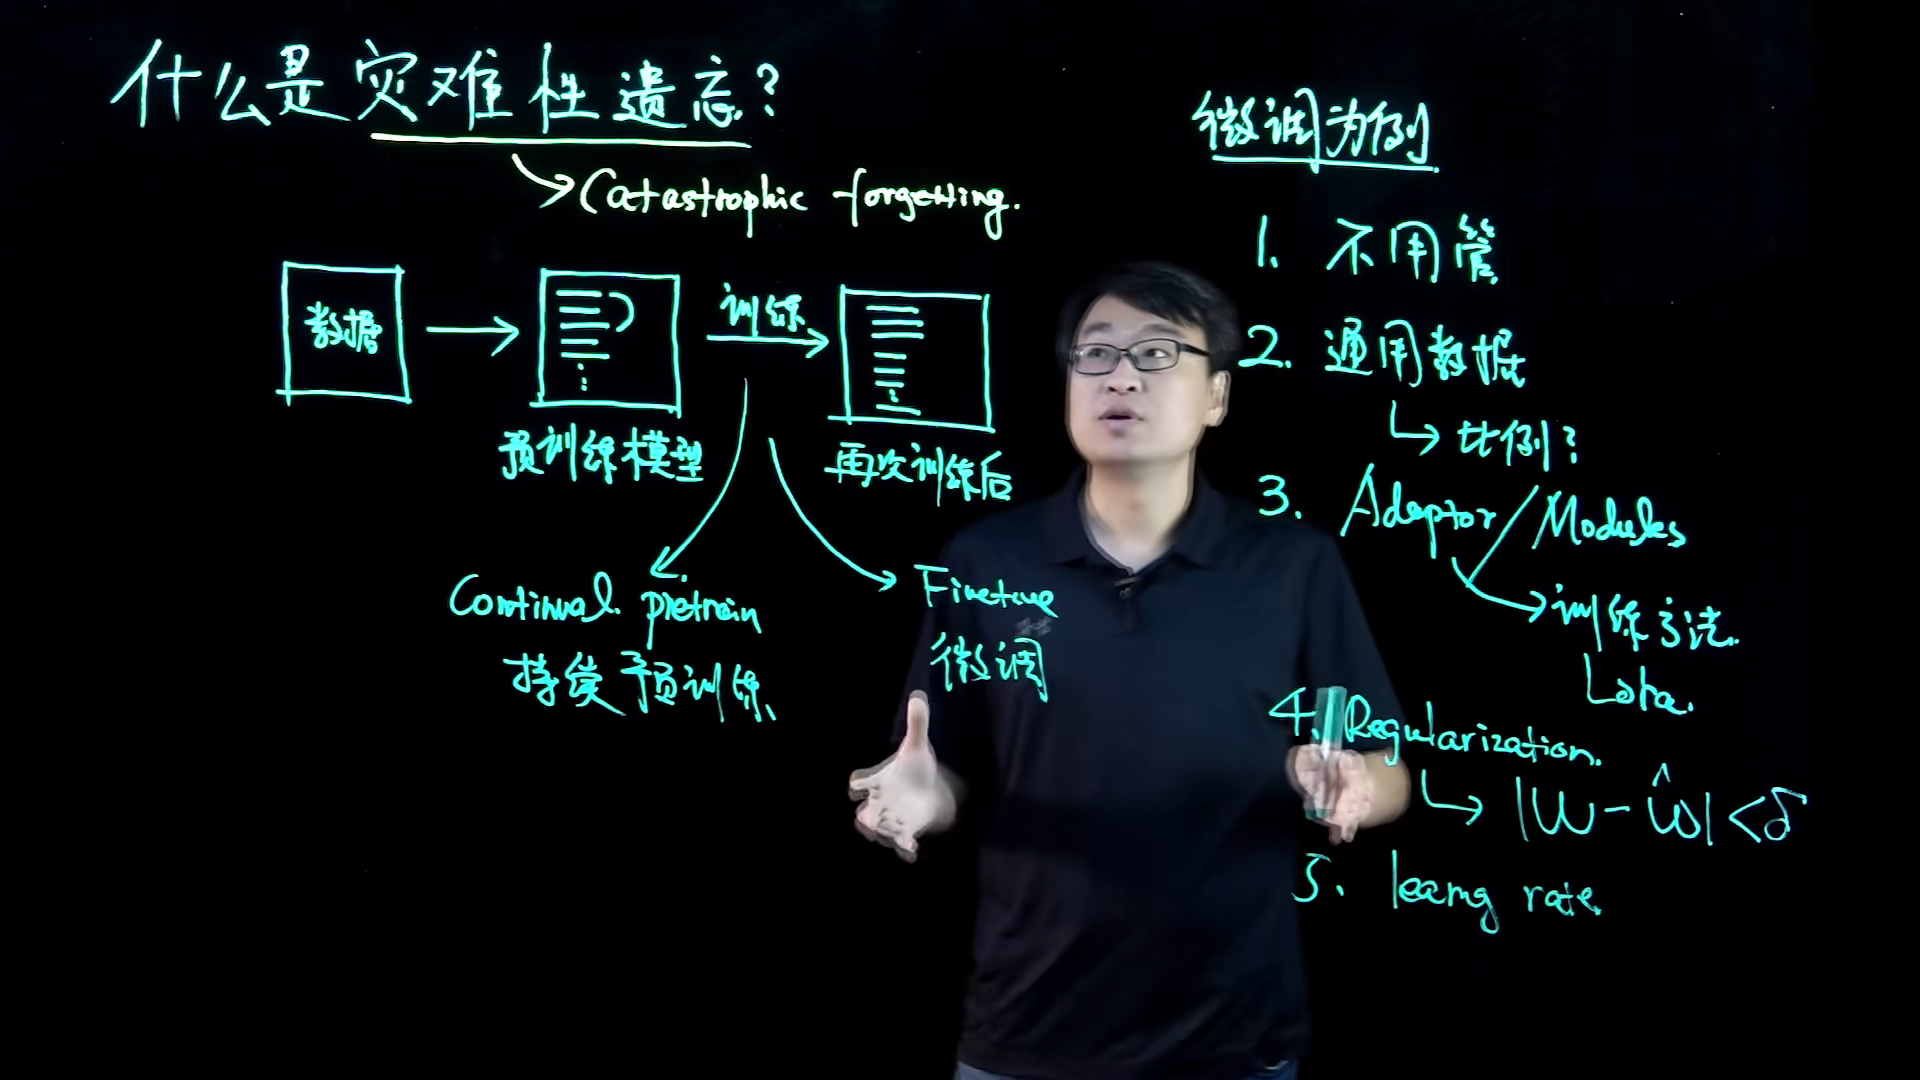 什么是灾难性遗忘?
Catastrophic forgetting.
数据
训练
预训练模型
再次训练后
Continual pretrain
持续预训练
Finetune
微调
微调为例
1. 不用管
2. 通用数据
比例?
3. Adaptor/Modules
训练方法.
Lora.
4. Regularization.
|W-ŵ|<δ
5. learng rate.